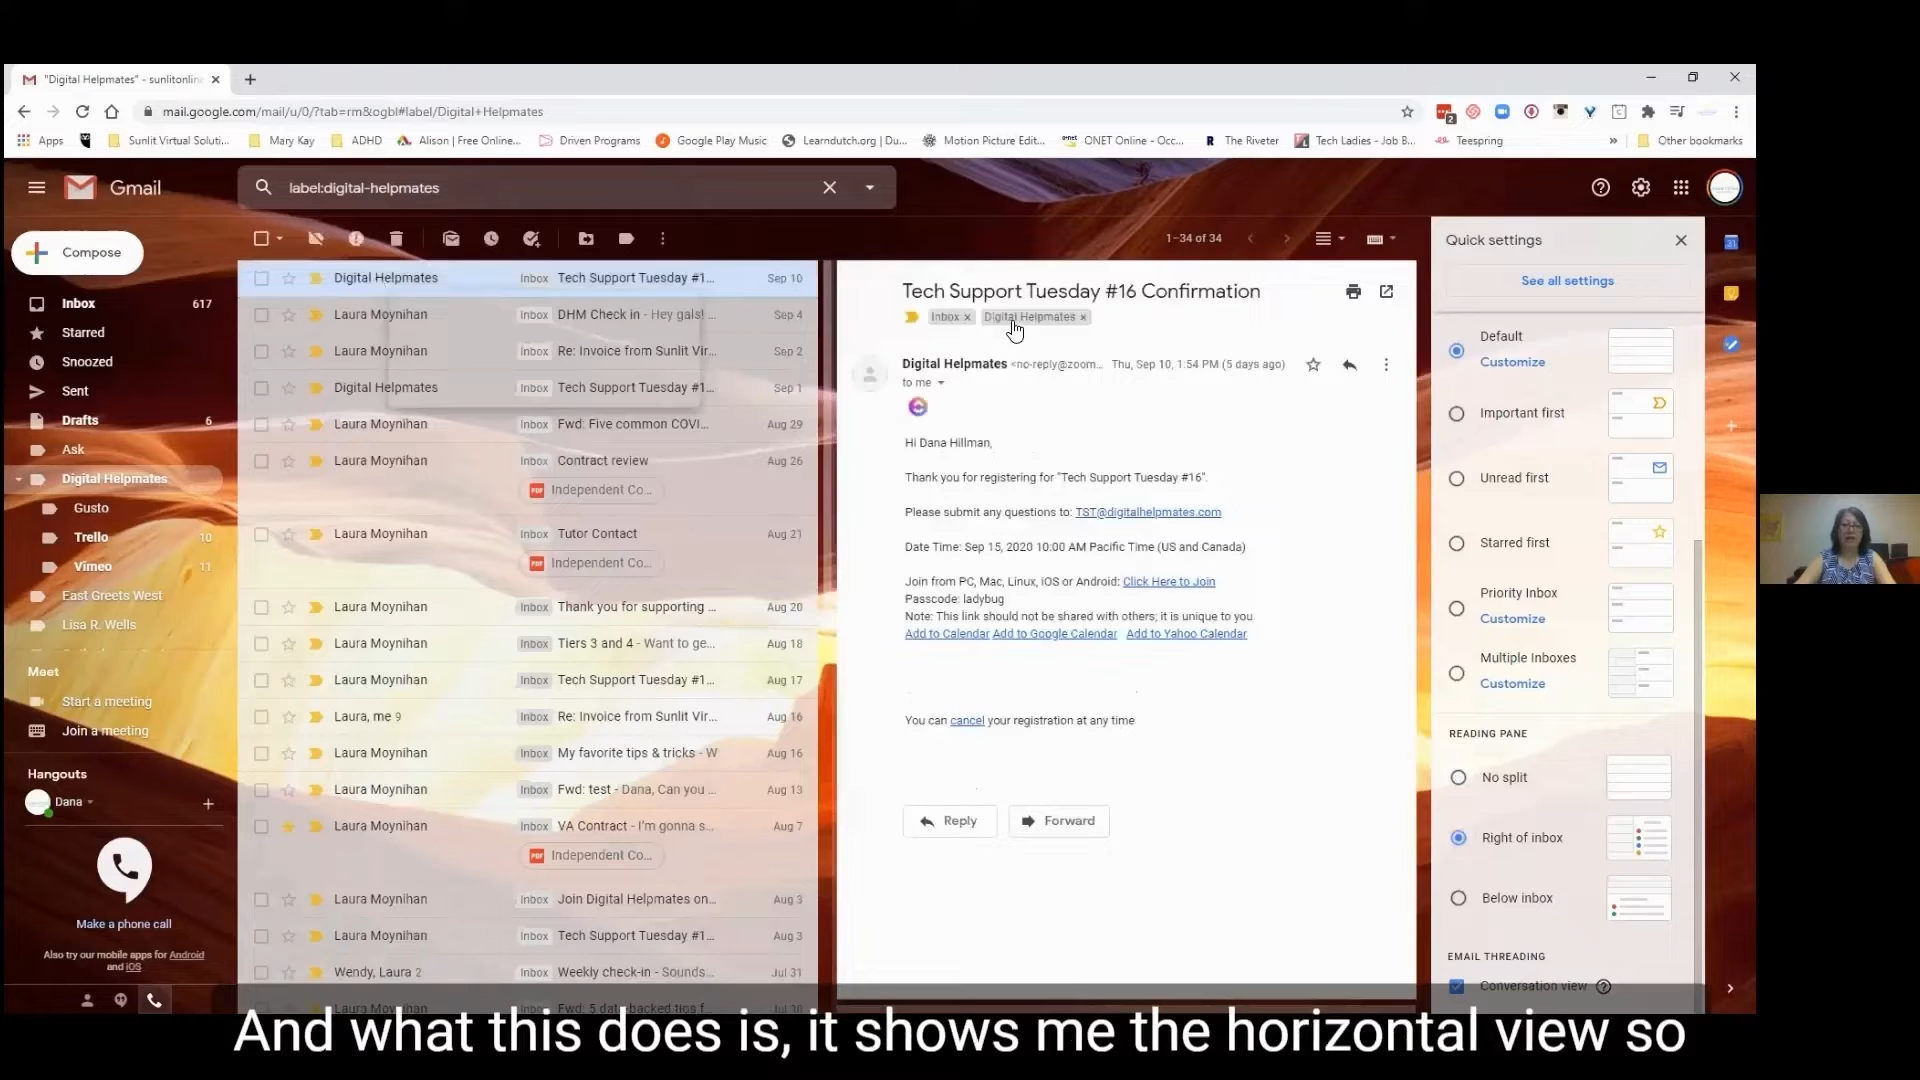 "Digital Helpmates" - sunlitonline
mail.google.com/mail/u/0/?tab=rm&ogbl#label/Digital+Helpmates
2
Apps Sunlit Virtual Soluti... Mary Kay ADHD Alison | Free Online... Driven Programs Google Play Music Learndutch.org | Du... Motion Picture Edit... ONET Online - Occ... The Riveter Tech Ladies - Job B... Teespring » Other bookmarks
Gmail
label:digital-helpmates
Compose
Inbox 617
Starred
Snoozed
Sent
Drafts 6
Ask
Digital Helpmates
Gusto
Trello 10
Vimeo 11
East Greets West
Lisa R. Wells
Meet
Start a meeting
Join a meeting
Hangouts
Dana
Make a phone call
Also try our mobile apps for Android
and iOS
1–34 of 34
Digital Helpmates Inbox Tech Support Tuesday #1... Sep 10
Laura Moynihan Inbox DHM Check in - Hey gals! ... Sep 4
Laura Moynihan Inbox Re: Invoice from Sunlit Vir... Sep 2
Digital Helpmates Inbox Tech Support Tuesday #1... Sep 1
Laura Moynihan Inbox Fwd: Five common COVI... Aug 29
Laura Moynihan Inbox Contract review Aug 26
PDF Independent Co...
Laura Moynihan Inbox Tutor Contact Aug 21
PDF Independent Co...
Laura Moynihan Inbox Thank you for supporting ... Aug 20
Laura Moynihan Inbox Tiers 3 and 4 - Want to ge... Aug 18
Laura Moynihan Inbox Tech Support Tuesday #1... Aug 17
Laura, me 9 Inbox Re: Invoice from Sunlit Vir... Aug 16
Laura Moynihan Inbox My favorite tips & tricks - W Aug 16
Laura Moynihan Inbox Fwd: test - Dana, Can you ... Aug 13
Laura Moynihan Inbox VA Contract - I'm gonna s... Aug 7
PDF Independent Co...
Laura Moynihan Inbox Join Digital Helpmates on... Aug 3
Laura Moynihan Inbox Tech Support Tuesday #1... Aug 3
Wendy, Laura 2 Inbox Weekly check-in - Sounds... Jul 31
Laura Moynihan Inbox Fwd: 5 data-backed tips f... Jul 30
Tech Support Tuesday #16 Confirmation
Inbox x Digital Helpmates x
Digital Helpmates <no-reply@zoom... Thu, Sep 10, 1:54 PM (5 days ago)
to me
Hi Dana Hillman,
Thank you for registering for "Tech Support Tuesday #16".
Please submit any questions to: TST@digitalhelpmates.com
Date Time: Sep 15, 2020 10:00 AM Pacific Time (US and Canada)
Join from PC, Mac, Linux, iOS or Android: Click Here to Join
Passcode: ladybug
Note: This link should not be shared with others; it is unique to you.
Add to Calendar Add to Google Calendar Add to Yahoo Calendar
You can cancel your registration at any time
Reply Forward
Quick settings
See all settings
Default
Customize
Important first
Unread first
Starred first
Priority Inbox
Customize
Multiple Inboxes
Customize
READING PANE
No split
Right of inbox
Below inbox
EMAIL THREADING
Conversation view
And what this does is, it shows me the horizontal view so